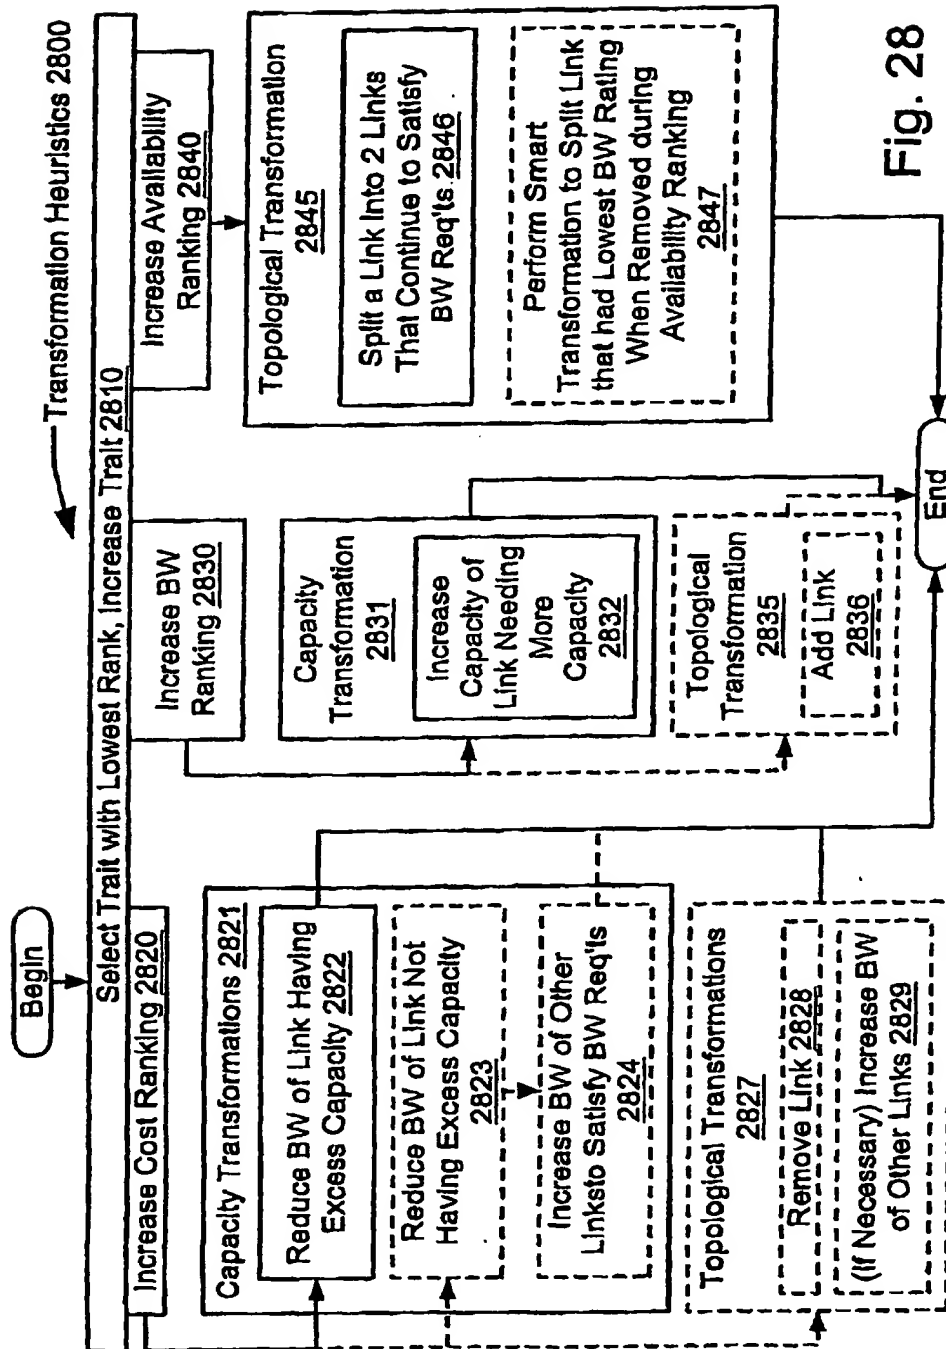 Transformation Heuristics 2800
Begin
Select Trait with Lowest Rank, Increase Trait 2810
Increase Cost Ranking 2820
Capacity Transformations 2821
Reduce BW of Link Having
Excess Capacity 2822
Reduce BW of Link Not
Having Excess Capacity
2823
Increase BW of Other
Linksto Satisfy BW Req'ts
2824
Topological Transformations
2827
Remove Link 2828
(If Necessary) Increase BW
of Other Links 2829
Increase BW
Ranking 2830
Capacity
Transformation
2831
Increase
Capacity of
Link Needing
More
Capacity
2832
Topological
Transformation
2835
Add Link
2836
Increase Availability
Ranking 2840
Topological Transformation
2845
Split a Link Into 2 Links
That Continue to Satisfy
BW Req'ts 2846
Perform Smart
Transformation to Split Link
that had Lowest BW Rating
When Removed during
Availability Ranking
2847
End
Fig. 28